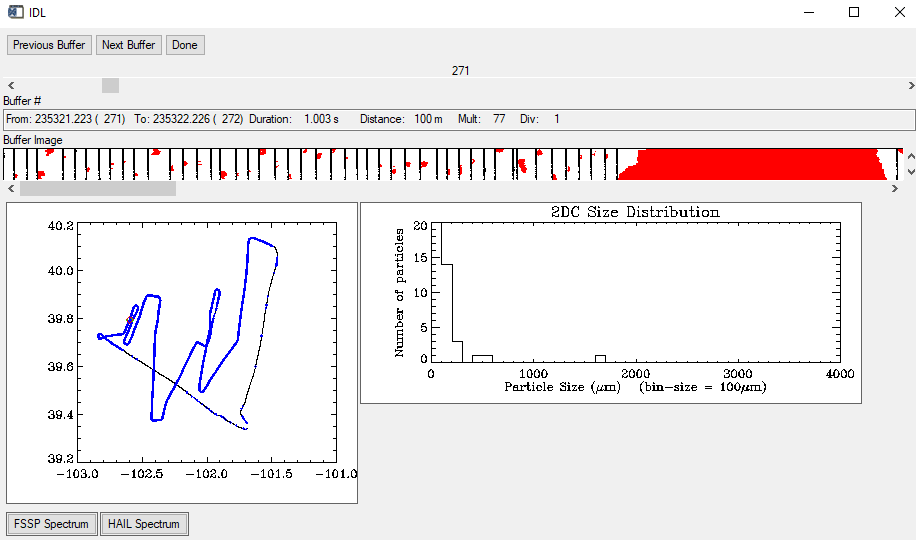 IDL
Previous Buffer Next Buffer Done
271
Buffer #
From: 235321.223 ( 271) To: 235322.226 ( 272) Duration: 1.003 s Distance: 100 m Mult: 77 Div: 1
Buffer Image
40.2
40.0
39.8
39.6
39.4
39.2
-103.0 -102.5 -102.0 -101.5 -101.0
2DC Size Distribution
Number of particles
20
15
10
5
0
0 1000 2000 3000 4000
Particle Size (μm) (bin-size = 100μm)
FSSP Spectrum HAIL Spectrum